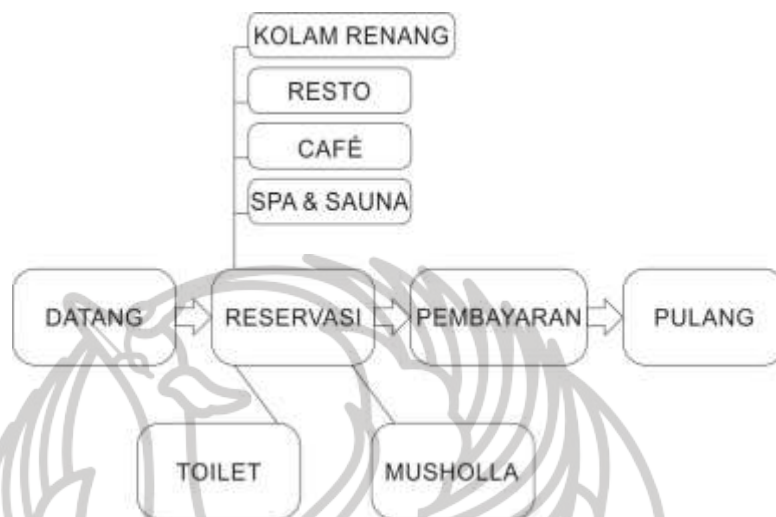 KOLAM RENANG
RESTO
CAFÉ
SPA & SAUNA
DATANG
RESERVASI
PEMBAYARAN
PULANG
TOILET
MUSHOLLA